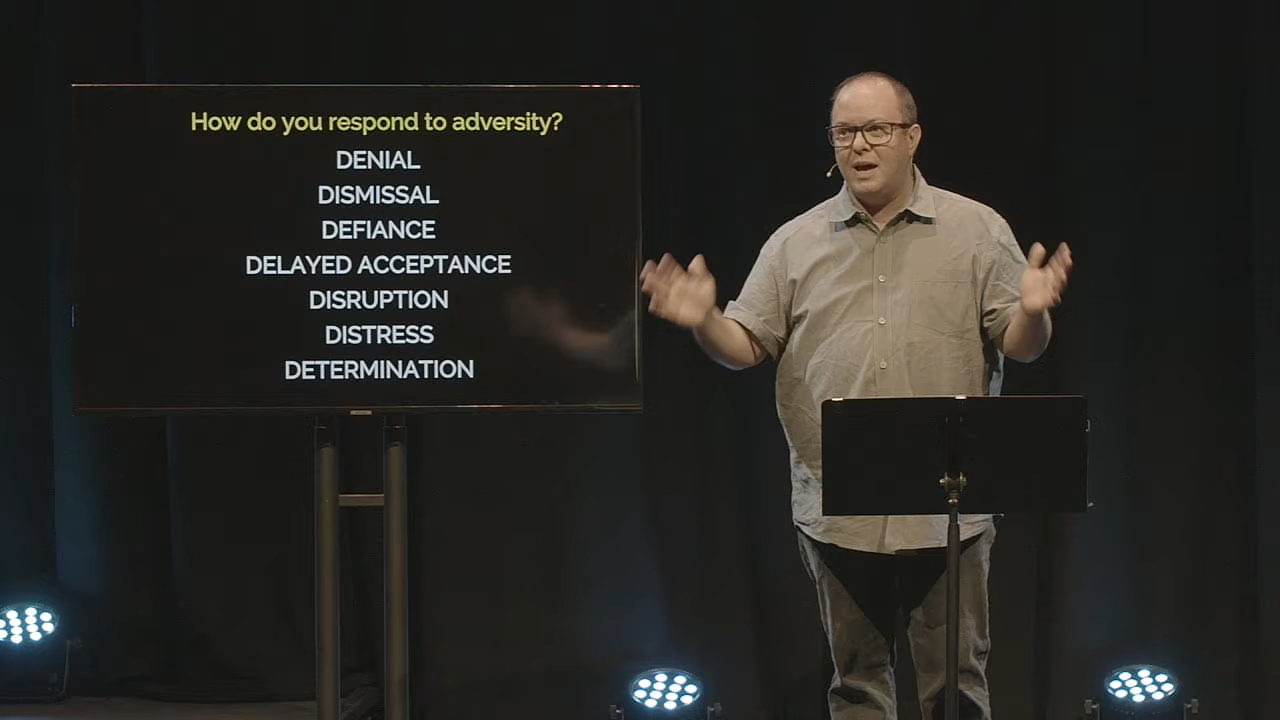 How do you respond to adversity?
DENIAL
DISMISSAL
DEFIANCE
DELAYED ACCEPTANCE
DISRUPTION
DISTRESS
DETERMINATION